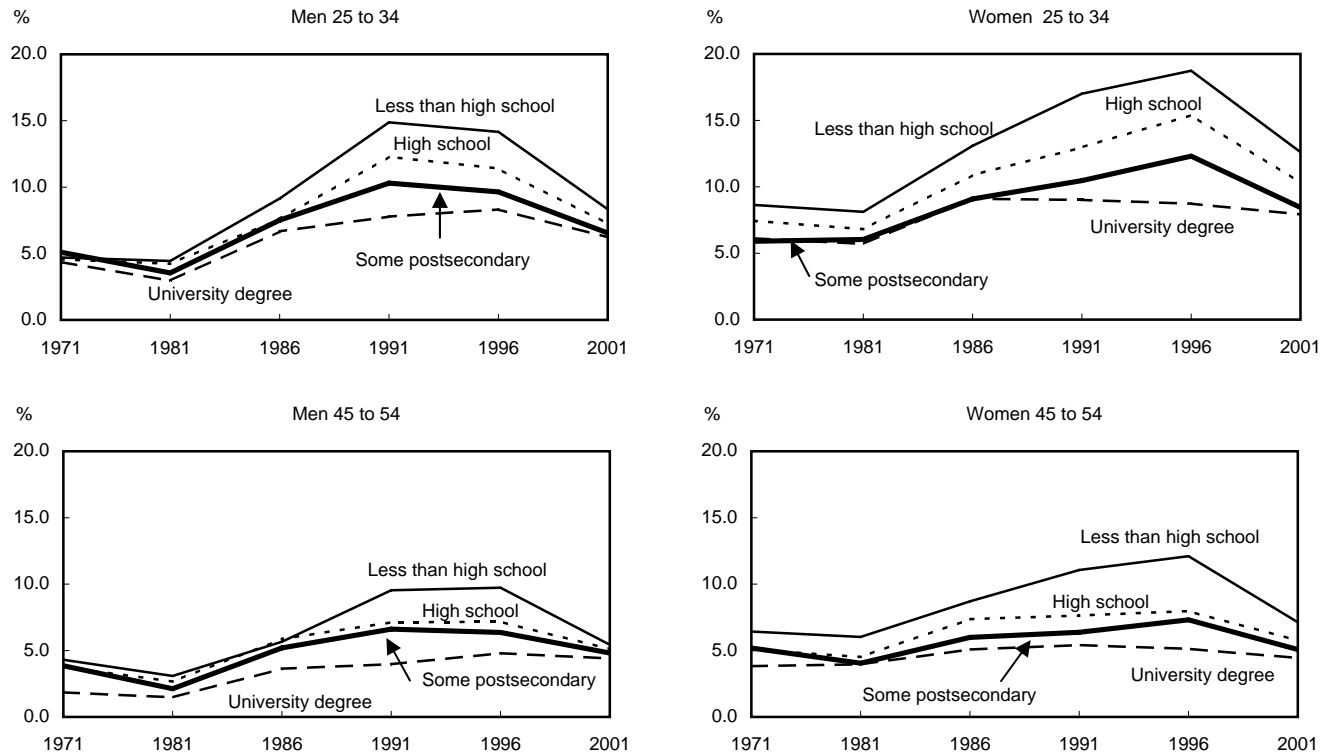 % Men 25 to 34
20.0
15.0
10.0
5.0
0.0
Less than high school
High school
Some postsecondary
University degree
1971 1981 1986 1991 1996 2001
% Women 25 to 34
20.0
15.0
10.0
5.0
0.0
High school
Less than high school
University degree
Some postsecondary
1971 1981 1986 1991 1996 2001
% Men 45 to 54
20.0
15.0
10.0
5.0
0.0
Less than high school
High school
Some postsecondary
University degree
1971 1981 1986 1991 1996 2001
% Women 45 to 54
20.0
15.0
10.0
5.0
0.0
Less than high school
High school
University degree
Some postsecondary
1971 1981 1986 1991 1996 2001